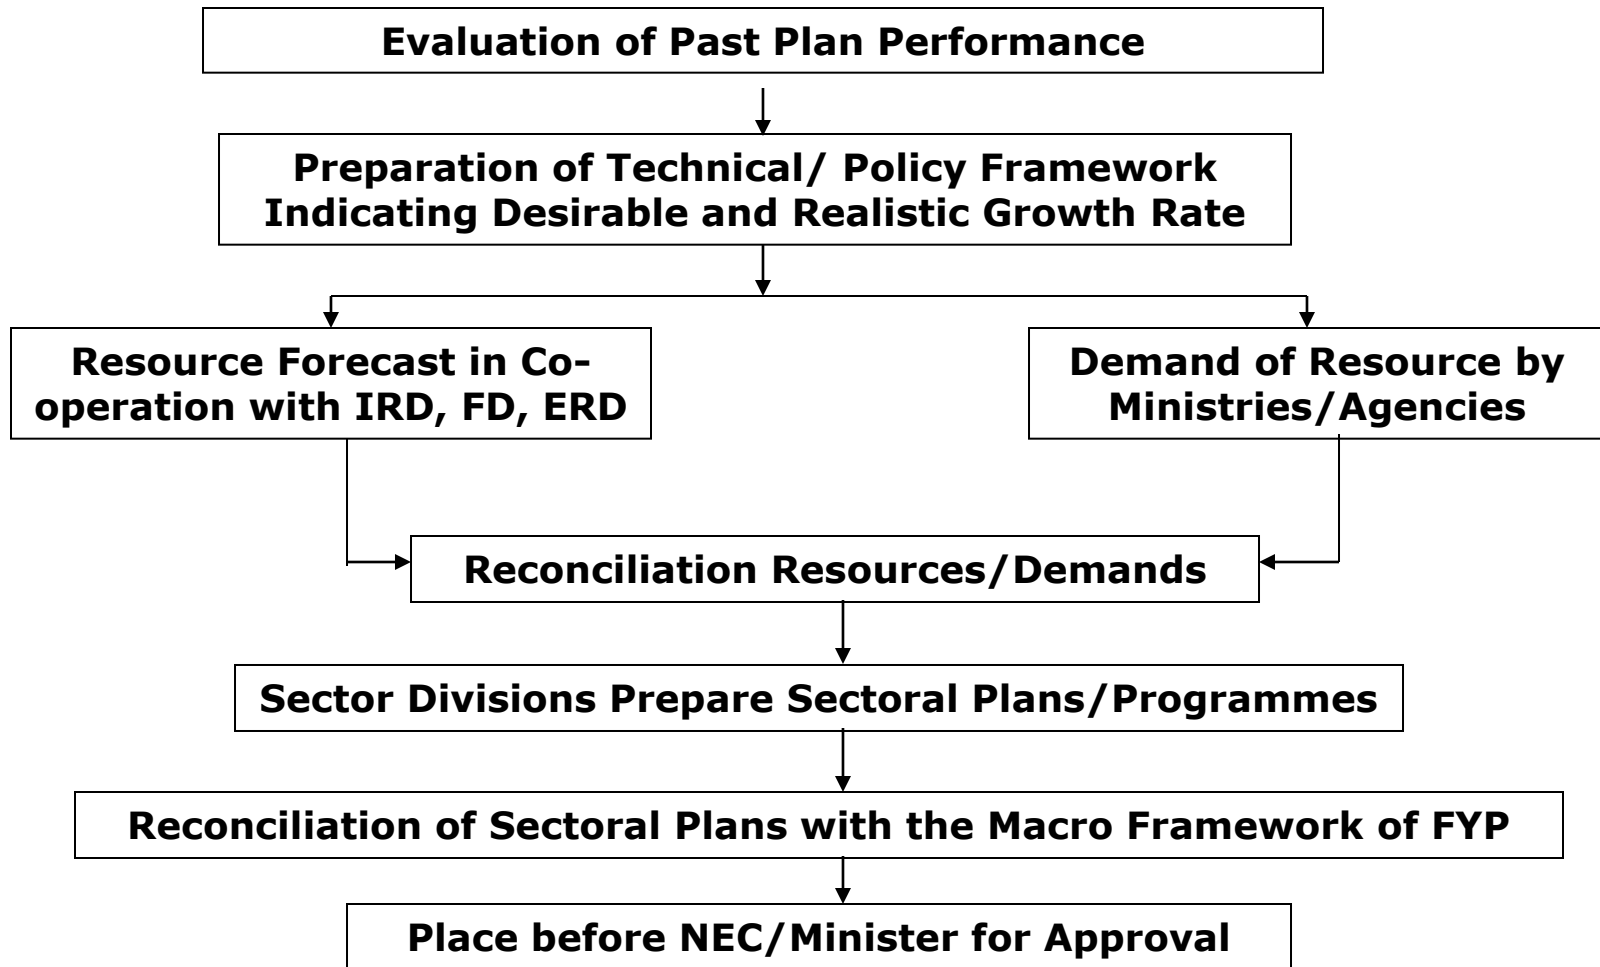 Evaluation of Past Plan Performance
Preparation of Technical/ Policy Framework
Indicating Desirable and Realistic Growth Rate
Resource Forecast in Co-
operation with IRD, FD, ERD
Demand of Resource by
Ministries/Agencies
Reconciliation Resources/Demands
Sector Divisions Prepare Sectoral Plans/Programmes
Reconciliation of Sectoral Plans with the Macro Framework of FYP
Place before NEC/Minister for Approval